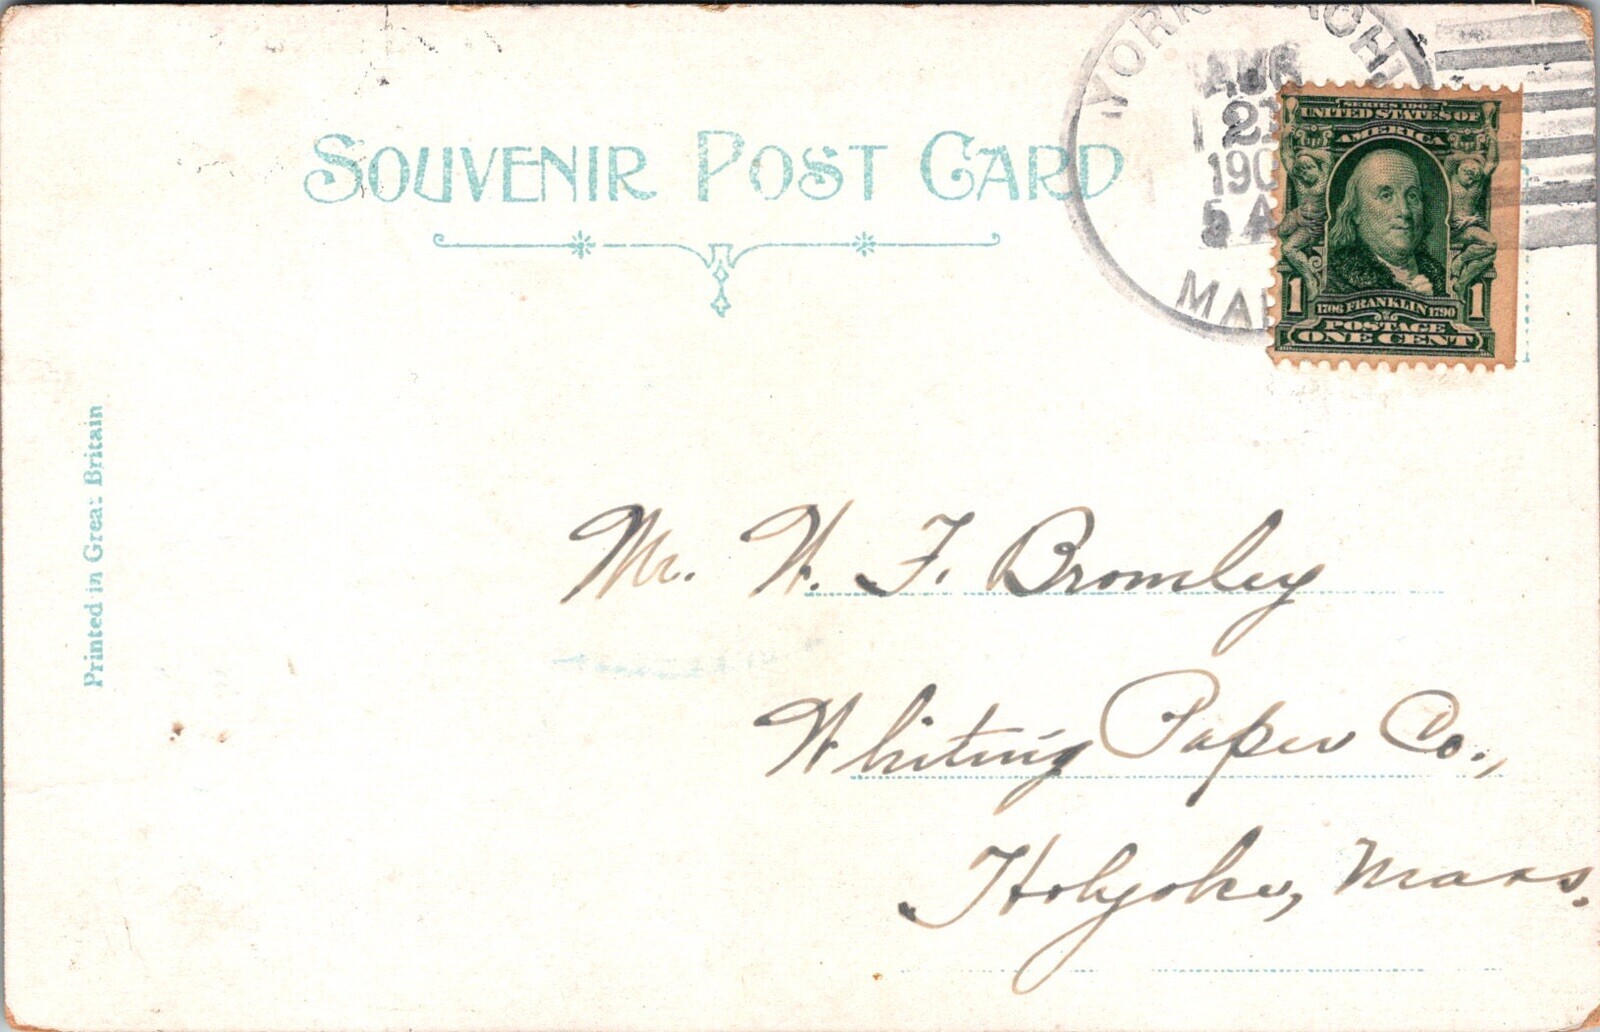 SOUVENIR POST CARD
YORK
AUG
21
190
5 A
SERIES 1902
UNITED STATES OF
AMERICA
1 1706 FRANKLIN 1790 1
POSTAGE
ONE CENT
Printed in Great Britain
Mr. W. F. Bromley
Whiting Paper Co.,
Holyoke, Mass.